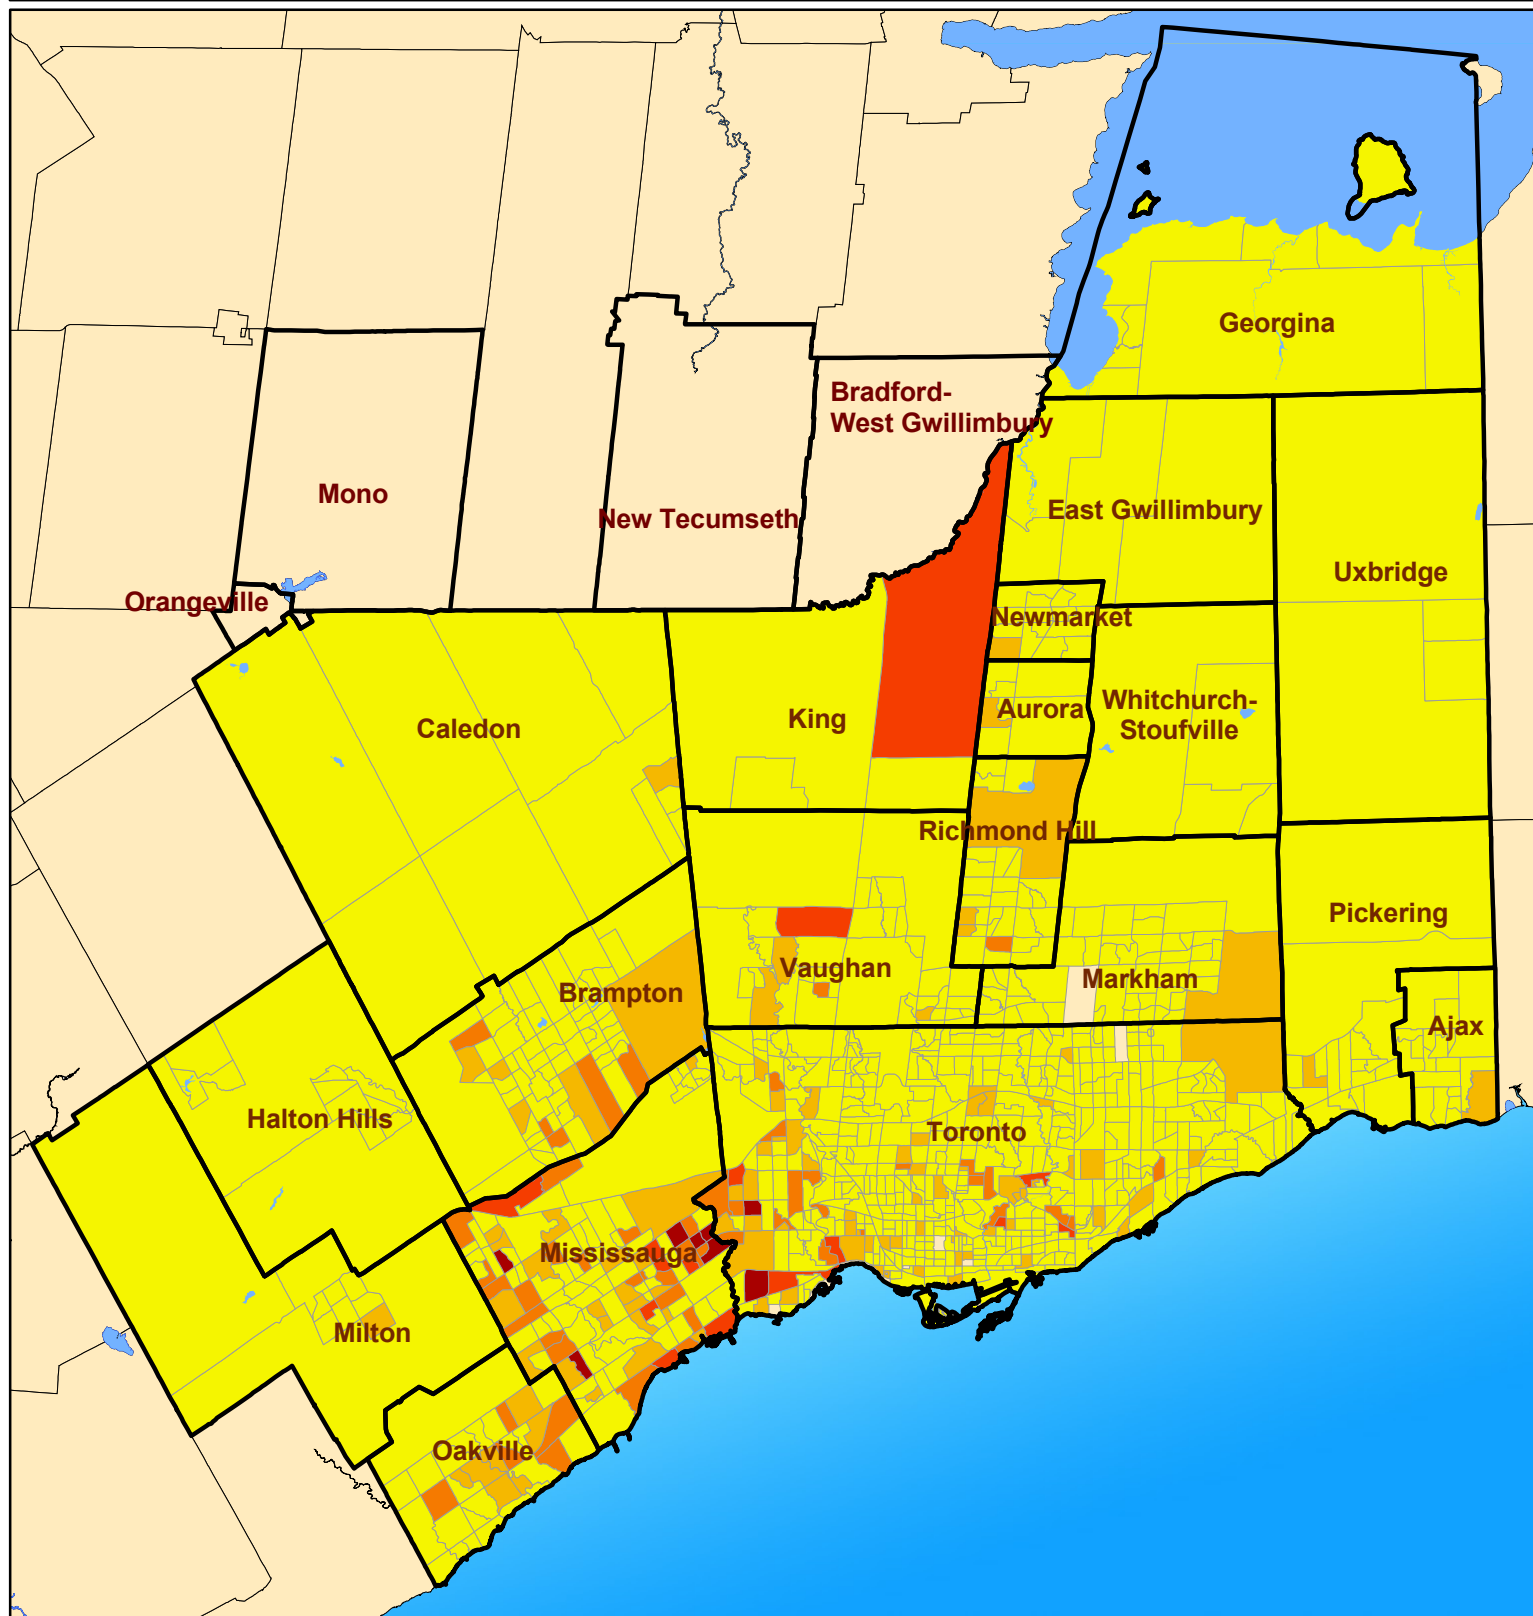 Georgina
Bradford-
West Gwillimbury
Mono
New Tecumseth
East Gwillimbury
Uxbridge
Orangeville
Newmarket
Caledon
King
Aurora
Whitchurch-
Stoufville
Richmond Hill
Pickering
Vaughan
Markham
Brampton
Ajax
Halton Hills
Toronto
Mississauga
Milton
Oakville